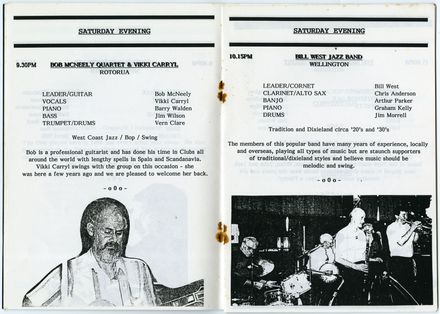 SATURDAY EVENING
9.30PM BOB MCNEELY QUARTET & VIKKI CARRYL
ROTORUA
LEADER/GUITAR Bob McNeely
VOCALS Vikki Carryl
PIANO Barry Walden
BASS Jim Wilson
TRUMPET/DRUMS Vern Clare
West Coast Jazz / Bop / Swing
Bob is a professional guitarist and has done his time in Clubs all
around the world with lengthy spells in Spain and Scandanavia.
Vikki Carryl swings with the group on this occasion - she
was here a few years ago and we are pleased to welcome her back.
-o0o-
SATURDAY EVENING
10.15PM BILL WEST JAZZ BAND
WELLINGTON
LEADER/CORNET Bill West
CLARINET/ALTO SAX Chris Anderson
BANJO Arthur Parker
PIANO Graham Kelly
DRUMS Jim Morrell
Tradition and Dixieland circa '20's and '30's
The members of this popular band have many years of experience, locally
and overseas, playing all types of music but are staunch supporters
of traditional/dixieland styles and believe music should be
melodic and swing.
-o0o-